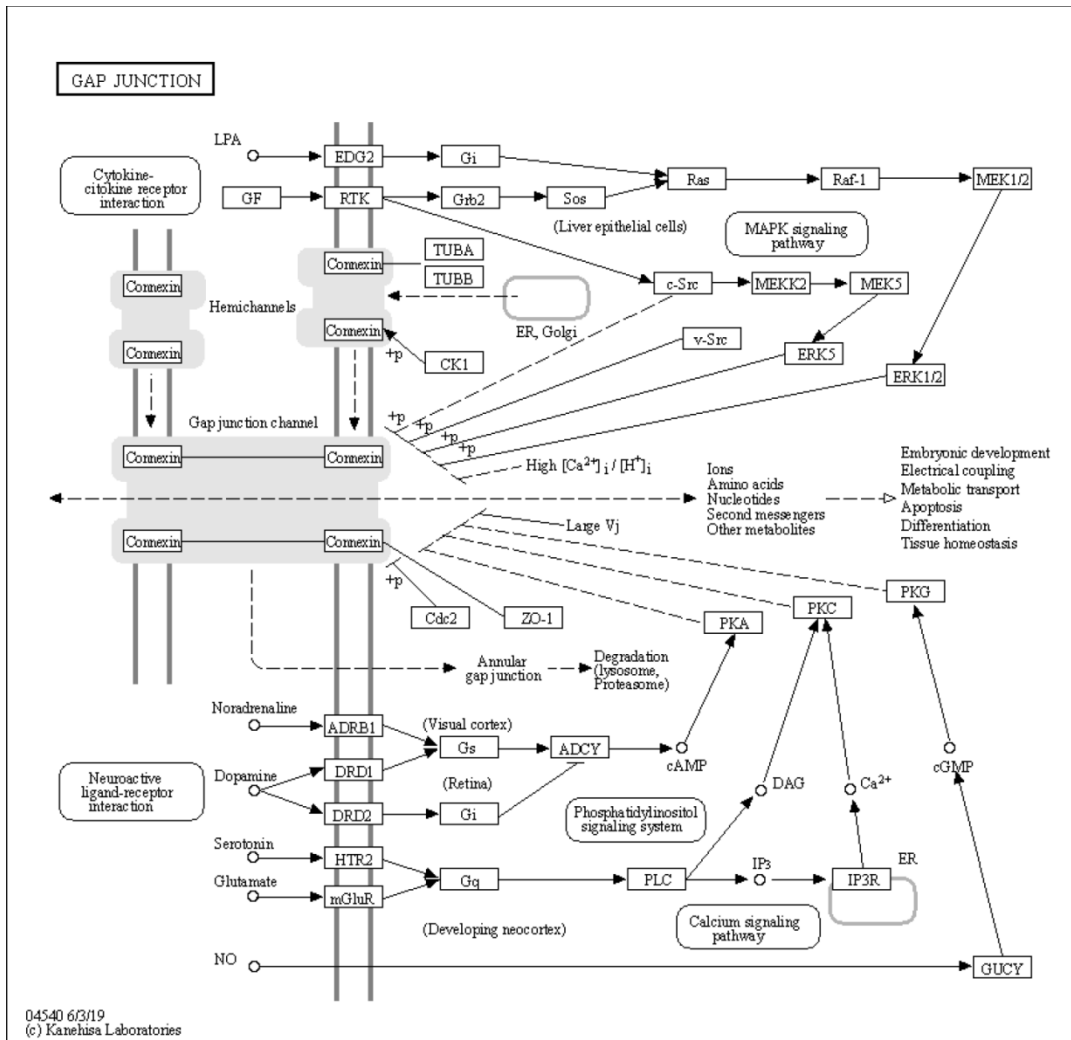 GAP JUNCTION
LPA
EDG2
Gi
Ras
Raf-1
MEK1/2
Cytokine-
citokine receptor
interaction
GF
RTK
Grb2
Sos
(Liver epithelial cells)
MAPK signaling
pathway
Connexin
TUBA
TUBB
Connexin
Hemichannels
c-Src
MEKK2
MEK5
ER, Golgi
Connexin
Connexin
+p
CK1
v-Src
ERK5
ERK1/2
Gap junction channel
+p
+p
+p
+p
Connexin
Connexin
High [Ca2+]i / [H+]i
Ions
Amino acids
Nucleotides
Second messengers
Other metabolites
Embryonic development
Electrical coupling
Metabolic transport
Apoptosis
Differentiation
Tissue homeostasis
Large Vj
Connexin
Connexin
+p
Cdc2
ZO-1
PKA
PKC
PKG
Annular
gap junction
Degradation
(lysosome,
Proteasome)
Noradrenaline
ADRB1
(Visual cortex)
Gs
ADCY
cAMP
cGMP
Neuroactive
ligand-receptor
interaction
Dopamine
DRD1
(Retina)
DAG
Ca2+
DRD2
Gi
Phosphatidylinositol
signaling system
Serotonin
HTR2
Glutamate
mGluR
Gq
PLC
IP3
IP3R
ER
(Developing neocortex)
Calcium signaling
pathway
NO
GUCY
04540 6/3/19
(c) Kanehisa Laboratories